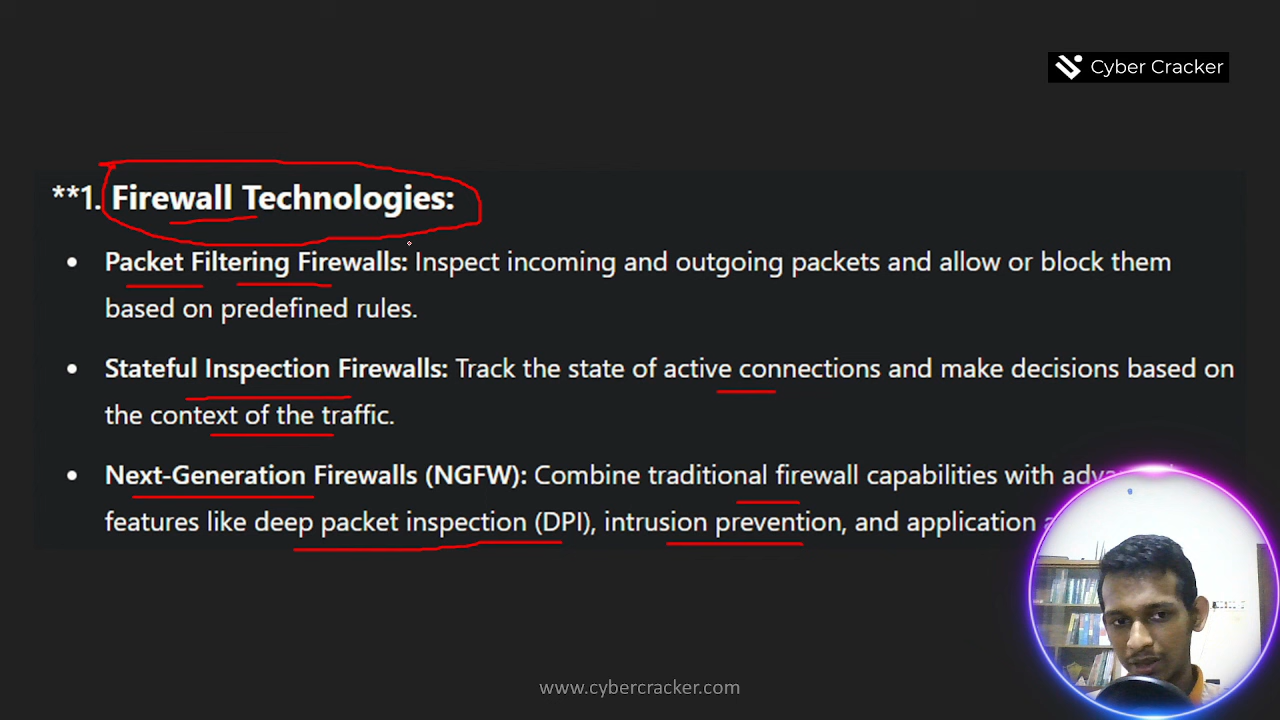 Cyber Cracker
**1. Firewall Technologies:
• Packet Filtering Firewalls: Inspect incoming and outgoing packets and allow or block them
based on predefined rules.
• Stateful Inspection Firewalls: Track the state of active connections and make decisions based on
the context of the traffic.
• Next-Generation Firewalls (NGFW): Combine traditional firewall capabilities with
features like deep packet inspection (DPI), intrusion prevention, and application
www.cybercracker.com